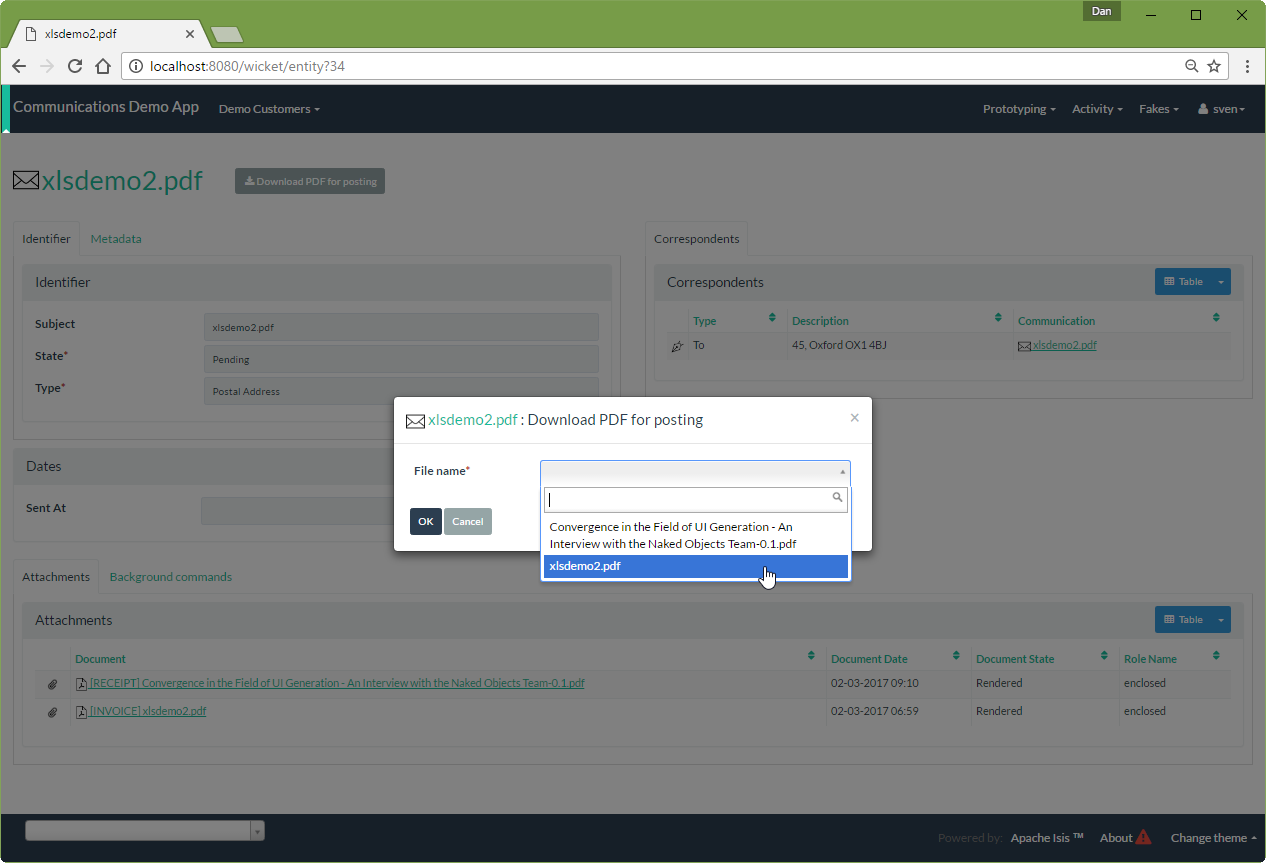 Dan
xlsdemo2.pdf
localhost:8080/wicket/entity?34
Communications Demo App Demo Customers Prototyping Activity Fakes sven
xlsdemo2.pdf Download PDF for posting
Identifier Metadata
Identifier
Subject xlsdemo2.pdf
State* Pending
Type* Postal Address
Correspondents
Correspondents Table
Type Description Communication
To 45, Oxford OX1 4BJ xlsdemo2.pdf
xlsdemo2.pdf : Download PDF for posting ×
File name*
Convergence in the Field of UI Generation - An
Interview with the Naked Objects Team-0.1.pdf
xlsdemo2.pdf
OK Cancel
Dates
Sent At
Attachments Background commands
Attachments Table
Document Document Date Document State Role Name
[RECEIPT] Convergence in the Field of UI Generation - An Interview with the Naked Objects Team-0.1.pdf 02-03-2017 09:10 Rendered enclosed
[INVOICE] xlsdemo2.pdf 02-03-2017 06:59 Rendered enclosed
Powered by: Apache Isis ™ About Change theme